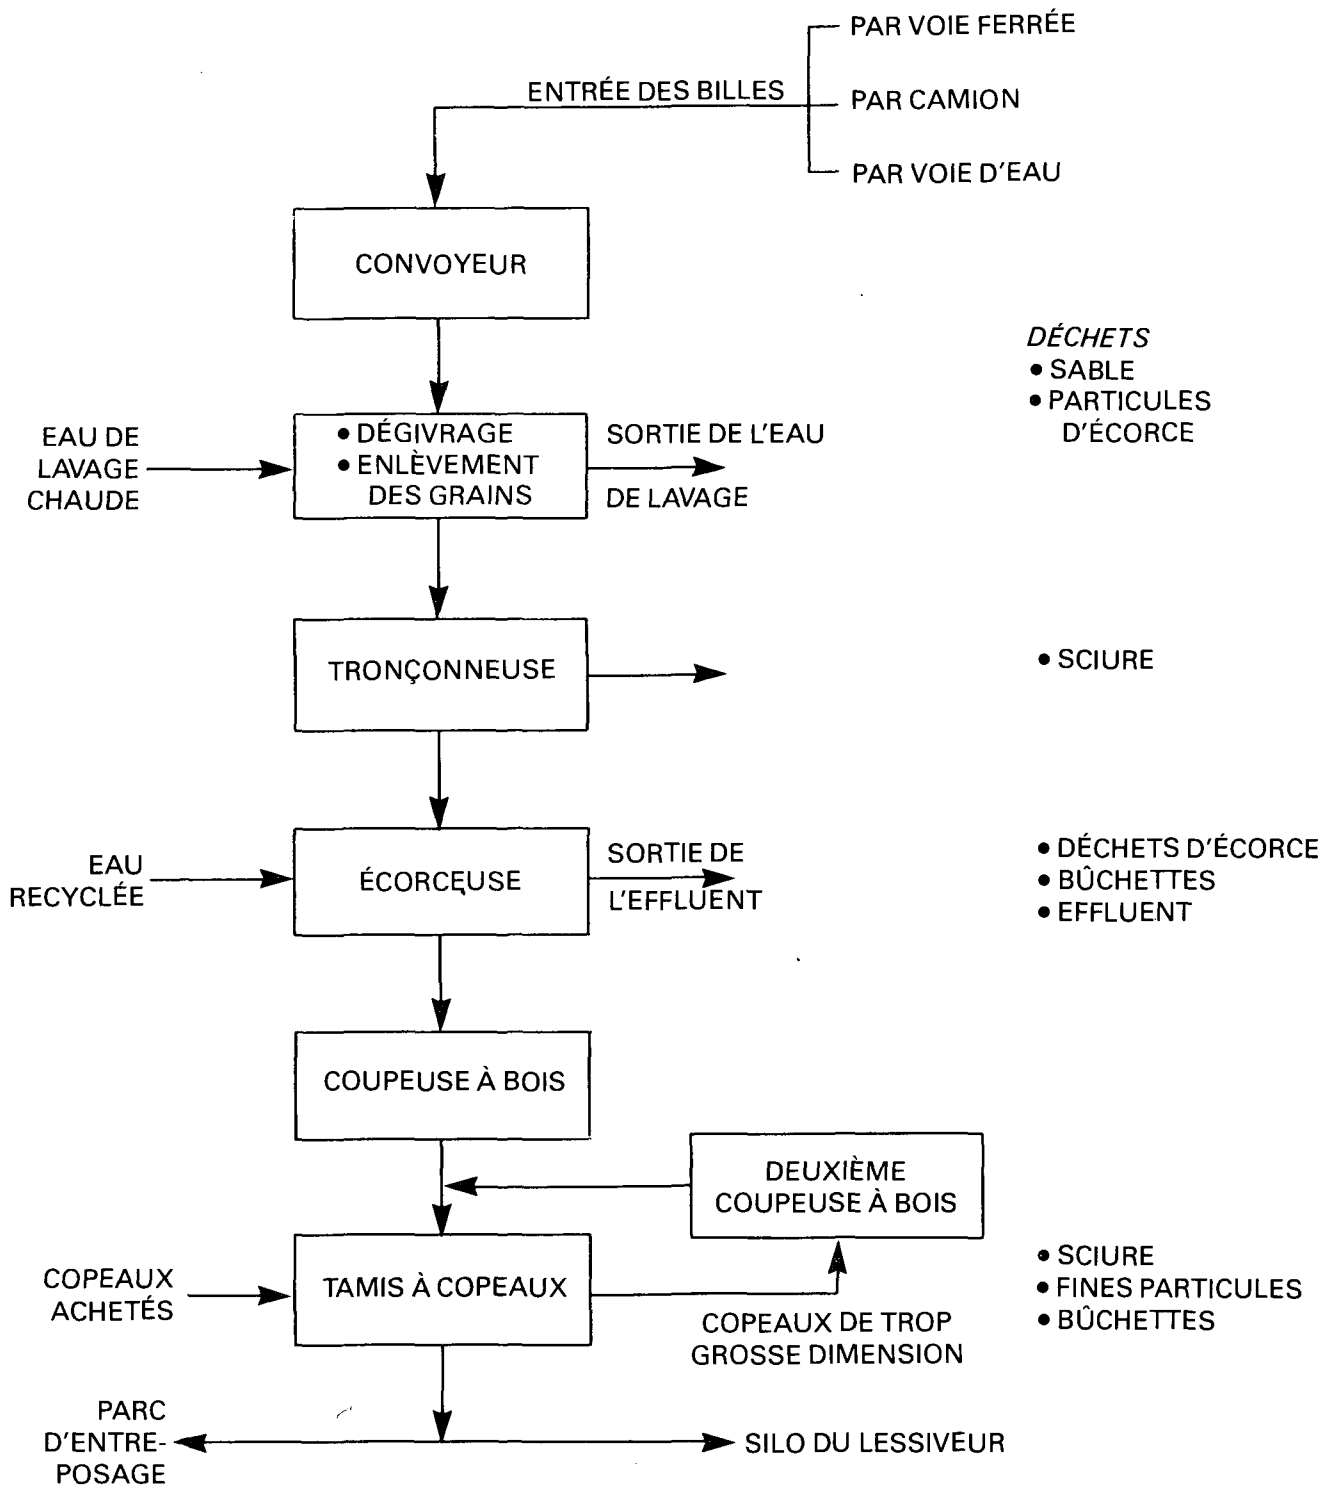 PAR VOIE FERRÉE
ENTRÉE DES BILLES
PAR CAMION
PAR VOIE D'EAU
CONVOYEUR
DÉCHETS
• SABLE
• PARTICULES
D'ÉCORCE
EAU DE
LAVAGE
CHAUDE
• DÉGIVRAGE
• ENLÈVEMENT
DES GRAINS
SORTIE DE L'EAU
DE LAVAGE
TRONÇONNEUSE
• SCIURE
EAU
RECYCLÉE
ÉCORCEUSE
SORTIE DE
L'EFFLUENT
• DÉCHETS D'ÉCORCE
• BÛCHETTES
• EFFLUENT
COUPEUSE À BOIS
DEUXIÈME
COUPEUSE À BOIS
COPEAUX
ACHETÉS
TAMIS À COPEAUX
COPEAUX DE TROP
GROSSE DIMENSION
• SCIURE
• FINES PARTICULES
• BÛCHETTES
PARC
D'ENTRE-
POSAGE
SILO DU LESSIVEUR